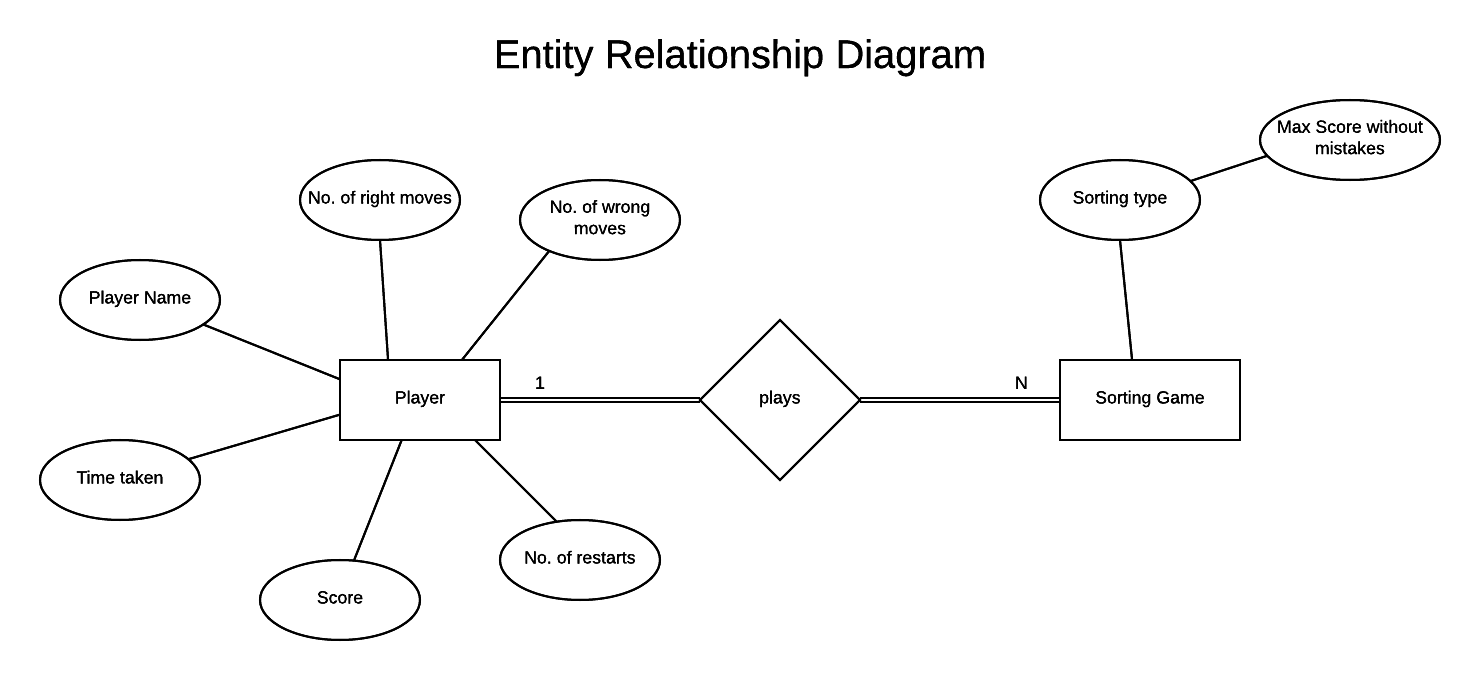 Entity Relationship Diagram
Max Score without
mistakes
No. of right moves
No. of wrong
moves
Sorting type
Player Name
1
N
Player
plays
Sorting Game
Time taken
No. of restarts
Score